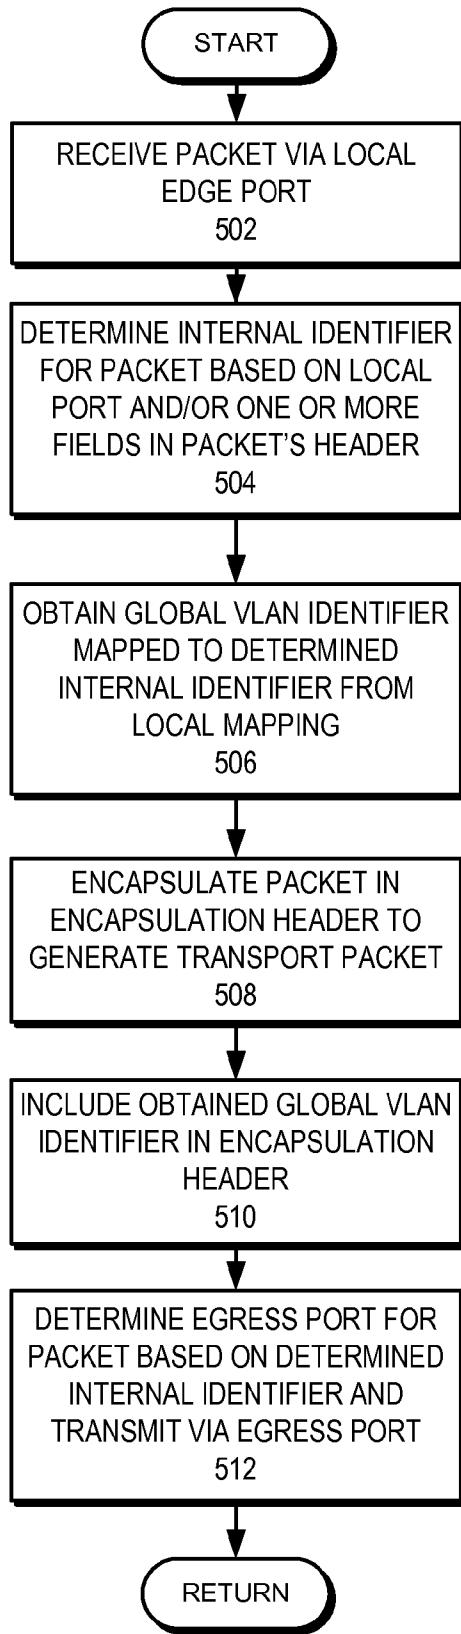 START
RECEIVE PACKET VIA LOCAL
EDGE PORT
502
DETERMINE INTERNAL IDENTIFIER
FOR PACKET BASED ON LOCAL
PORT AND/OR ONE OR MORE
FIELDS IN PACKET'S HEADER
504
OBTAIN GLOBAL VLAN IDENTIFIER
MAPPED TO DETERMINED
INTERNAL IDENTIFIER FROM
LOCAL MAPPING
506
ENCAPSULATE PACKET IN
ENCAPSULATION HEADER TO
GENERATE TRANSPORT PACKET
508
INCLUDE OBTAINED GLOBAL VLAN
IDENTIFIER IN ENCAPSULATION
HEADER
510
DETERMINE EGRESS PORT FOR
PACKET BASED ON DETERMINED
INTERNAL IDENTIFIER AND
TRANSMIT VIA EGRESS PORT
512
RETURN